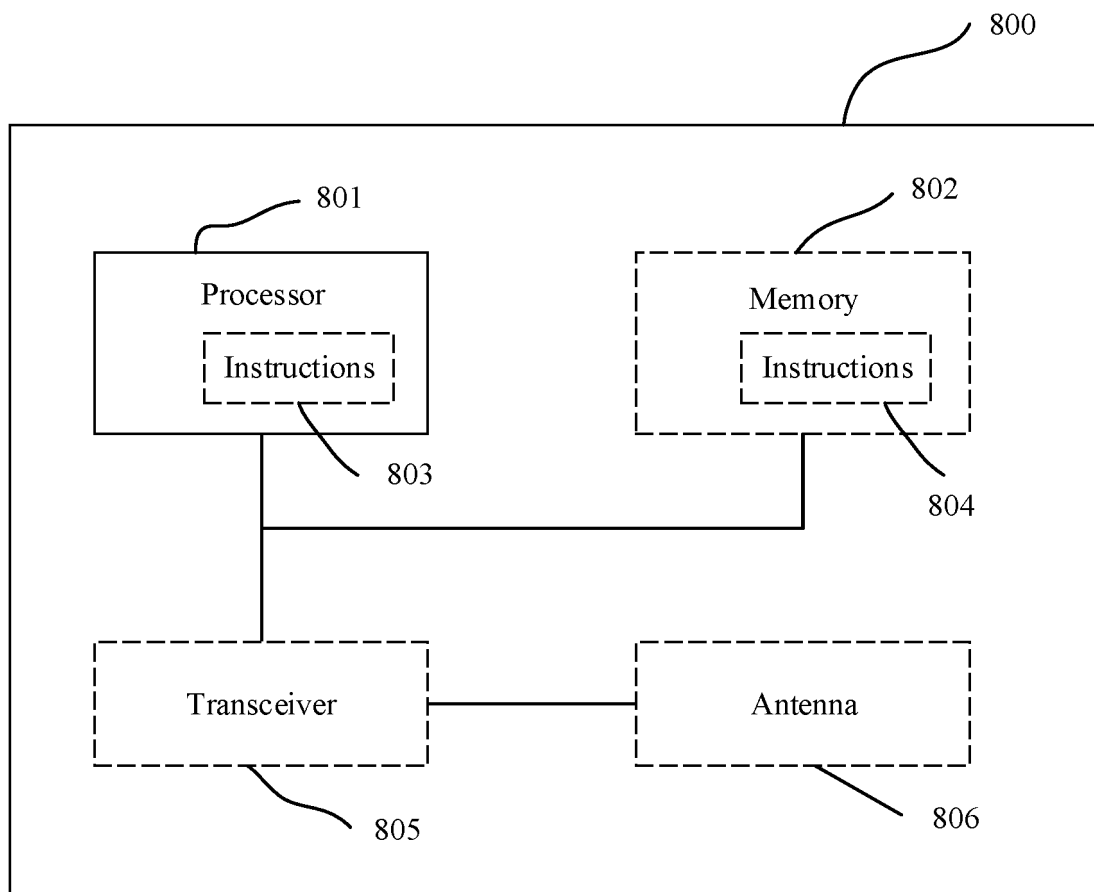 800
801
802
Processor
Memory
Instructions
Instructions
803
804
Transceiver
Antenna
805
806